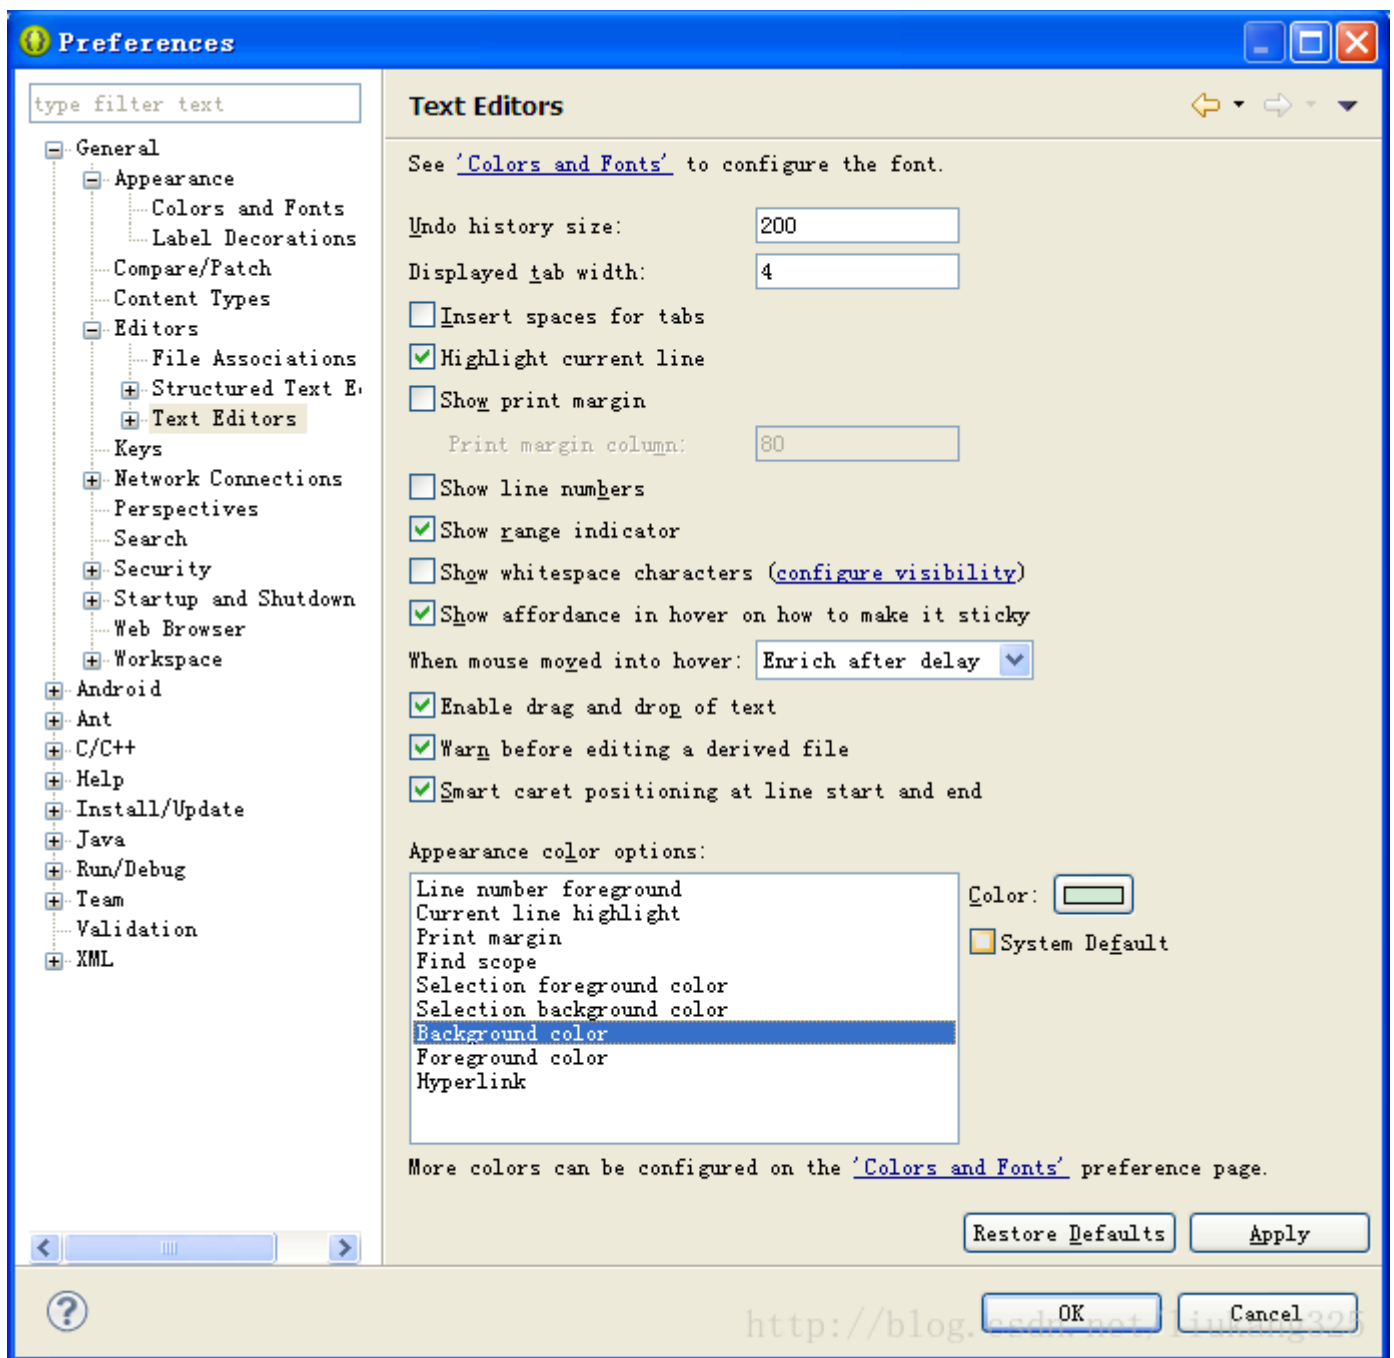 Preferences
type filter text
General
Appearance
Colors and Fonts
Label Decorations
Compare/Patch
Content Types
Editors
File Associations
Structured Text E
Text Editors
Keys
Network Connections
Perspectives
Search
Security
Startup and Shutdown
Web Browser
Workspace
Android
Ant
C/C++
Help
Install/Update
Java
Run/Debug
Team
Validation
XML
Text Editors
See 'Colors and Fonts' to configure the font.
Undo history size: 200
Displayed tab width: 4
Insert spaces for tabs
Highlight current line
Show print margin
Print margin column: 80
Show line numbers
Show range indicator
Show whitespace characters (configure visibility)
Show affordance in hover on how to make it sticky
When mouse moved into hover: Enrich after delay
Enable drag and drop of text
Warn before editing a derived file
Smart caret positioning at line start and end
Appearance color options:
Line number foreground
Current line highlight
Print margin
Find scope
Selection foreground color
Selection background color
Background color
Foreground color
Hyperlink
Color:
System Default
More colors can be configured on the 'Colors and Fonts' preference page.
Restore Defaults Apply
OK Cancel
http://blog.csdn.net/liukang325